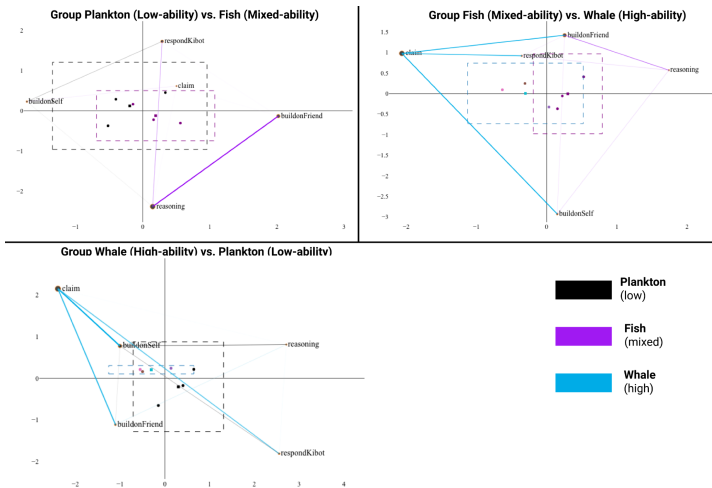 Group Plankton (Low-ability) vs. Fish (Mixed-ability)
2
respondKibot
1
claim
buildonSelf
0
buildonFriend
−1
−2
reasoning
−1
0
1
2
3
Group Fish (Mixed-ability) vs. Whale (High-ability)
1.5
buildonFriend
1
claim
respondKibot
0.5
reasoning
0
−0.5
−1
−1.5
−2
−2.5
buildonSelf
−3
−2
−1
0
1
2
Group Whale (High-ability) vs. Plankton (Low-ability)
claim
2
1
buildonSelf
reasoning
0
−1
buildonFriend
respondKibot
−2
−2
−1
0
1
2
3
4
Plankton
(low)
Fish
(mixed)
Whale
(high)